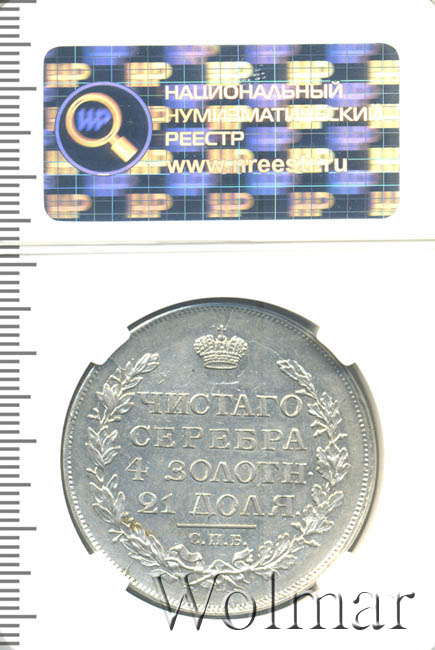 НАЦИОНАЛЬНЫЙ
НУМИЗМАТИЧЕСКИЙ
РЕЕСТР
www.nreestr.ru
ЧИСТАГО
СЕРЕБРА
4 ЗОЛОТН.
21 ДОЛЯ.
С.П.Б.
Wolmar